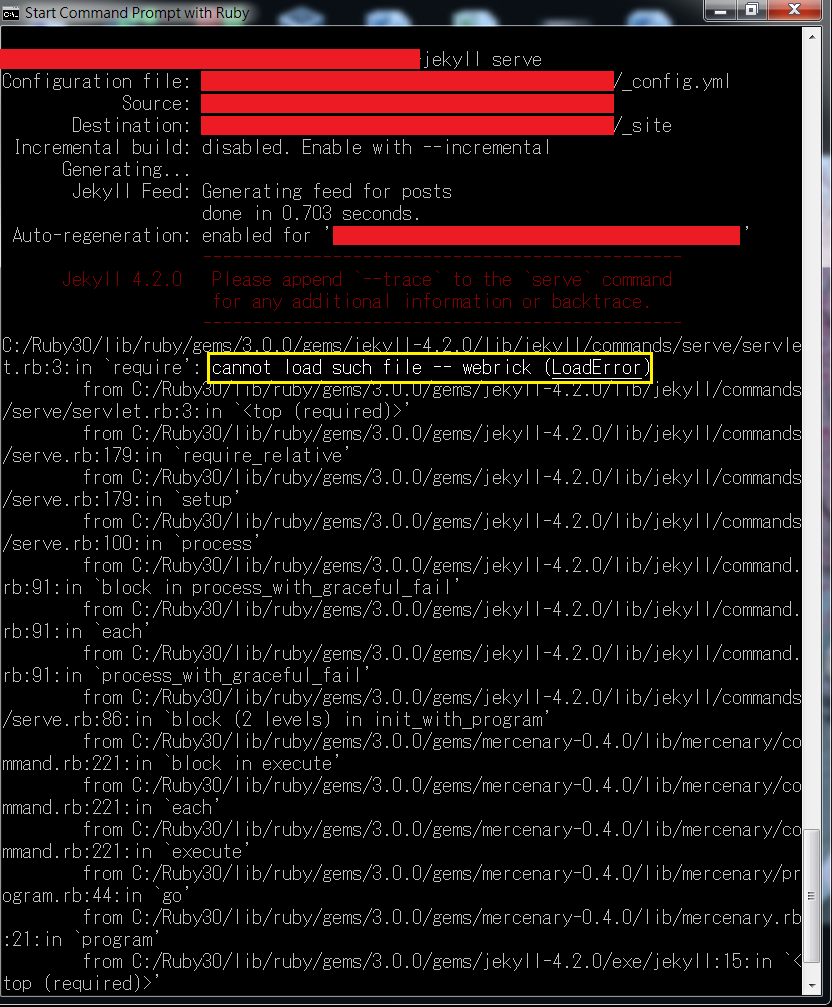 Start Command Prompt with Ruby
jekyll serve
Configuration file: /_config.yml
Source:
Destination: /_site
Incremental build: disabled. Enable with --incremental
Generating...
Jekyll Feed: Generating feed for posts
done in 0.703 seconds.
Auto-regeneration: enabled for ' '
------------------------------------------------
Jekyll 4.2.0 Please append `--trace` to the `serve` command
for any additional information or backtrace.
------------------------------------------------
C:/Ruby30/lib/ruby/gems/3.0.0/gems/jekyll-4.2.0/lib/jekyll/commands/serve/servle
t.rb:3:in `require': cannot load such file -- webrick (LoadError)
from C:/Ruby30/lib/ruby/gems/3.0.0/gems/jekyll-4.2.0/lib/jekyll/commands
/serve/servlet.rb:3:in `<top (required)>'
from C:/Ruby30/lib/ruby/gems/3.0.0/gems/jekyll-4.2.0/lib/jekyll/commands
/serve.rb:179:in `require_relative'
from C:/Ruby30/lib/ruby/gems/3.0.0/gems/jekyll-4.2.0/lib/jekyll/commands
/serve.rb:179:in `setup'
from C:/Ruby30/lib/ruby/gems/3.0.0/gems/jekyll-4.2.0/lib/jekyll/commands
/serve.rb:100:in `process'
from C:/Ruby30/lib/ruby/gems/3.0.0/gems/jekyll-4.2.0/lib/jekyll/command.
rb:91:in `block in process_with_graceful_fail'
from C:/Ruby30/lib/ruby/gems/3.0.0/gems/jekyll-4.2.0/lib/jekyll/command.
rb:91:in `each'
from C:/Ruby30/lib/ruby/gems/3.0.0/gems/jekyll-4.2.0/lib/jekyll/command.
rb:91:in `process_with_graceful_fail'
from C:/Ruby30/lib/ruby/gems/3.0.0/gems/jekyll-4.2.0/lib/jekyll/commands
/serve.rb:86:in `block (2 levels) in init_with_program'
from C:/Ruby30/lib/ruby/gems/3.0.0/gems/mercenary-0.4.0/lib/mercenary/co
mmand.rb:221:in `block in execute'
from C:/Ruby30/lib/ruby/gems/3.0.0/gems/mercenary-0.4.0/lib/mercenary/co
mmand.rb:221:in `each'
from C:/Ruby30/lib/ruby/gems/3.0.0/gems/mercenary-0.4.0/lib/mercenary/co
mmand.rb:221:in `execute'
from C:/Ruby30/lib/ruby/gems/3.0.0/gems/mercenary-0.4.0/lib/mercenary/pr
ogram.rb:44:in `go'
from C:/Ruby30/lib/ruby/gems/3.0.0/gems/mercenary-0.4.0/lib/mercenary.rb
:21:in `program'
from C:/Ruby30/lib/ruby/gems/3.0.0/gems/jekyll-4.2.0/exe/jekyll:15:in `<
top (required)>'